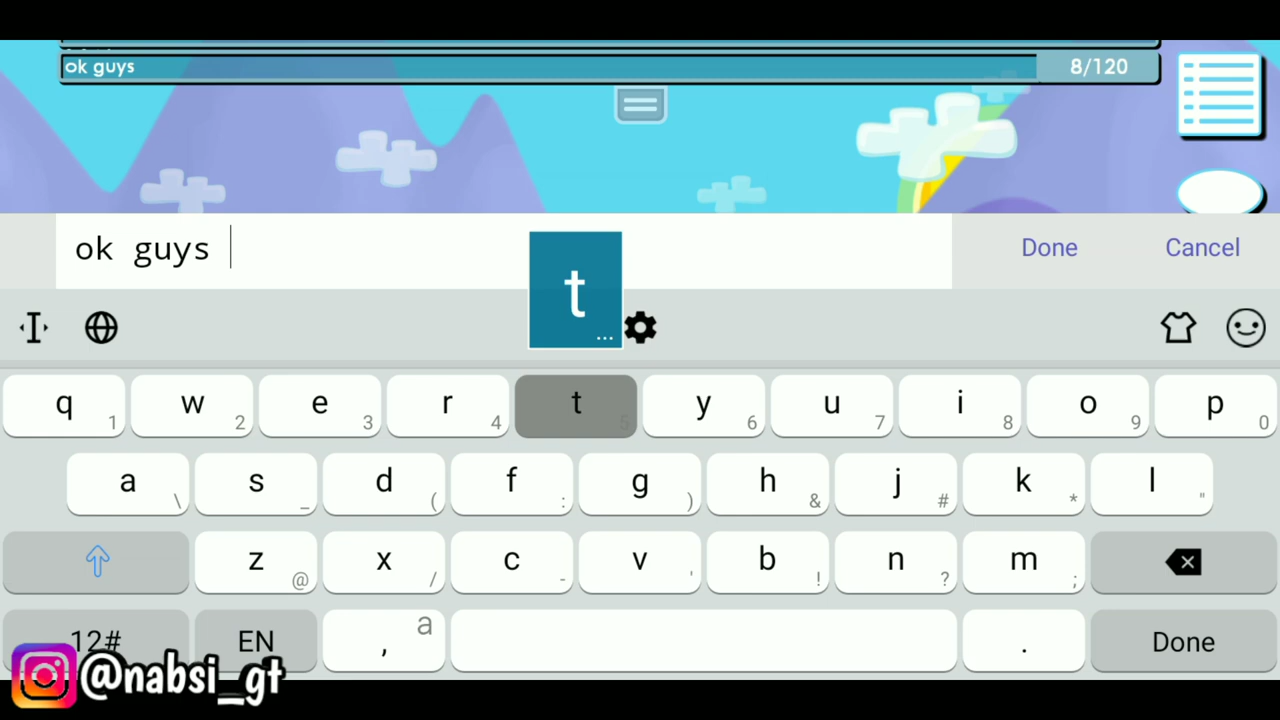 ok guys
8/120
ok guys
Done
Cancel
t
...
q 1 w 2 e 3 r 4 t 5 y 6 u 7 i 8 o 9 p 0
a \ s _ d ( f : g ) h & j # k * l "
z @ x / c - v ' b ! n ? m ;
12# EN , a . Done
@nabsi_gt